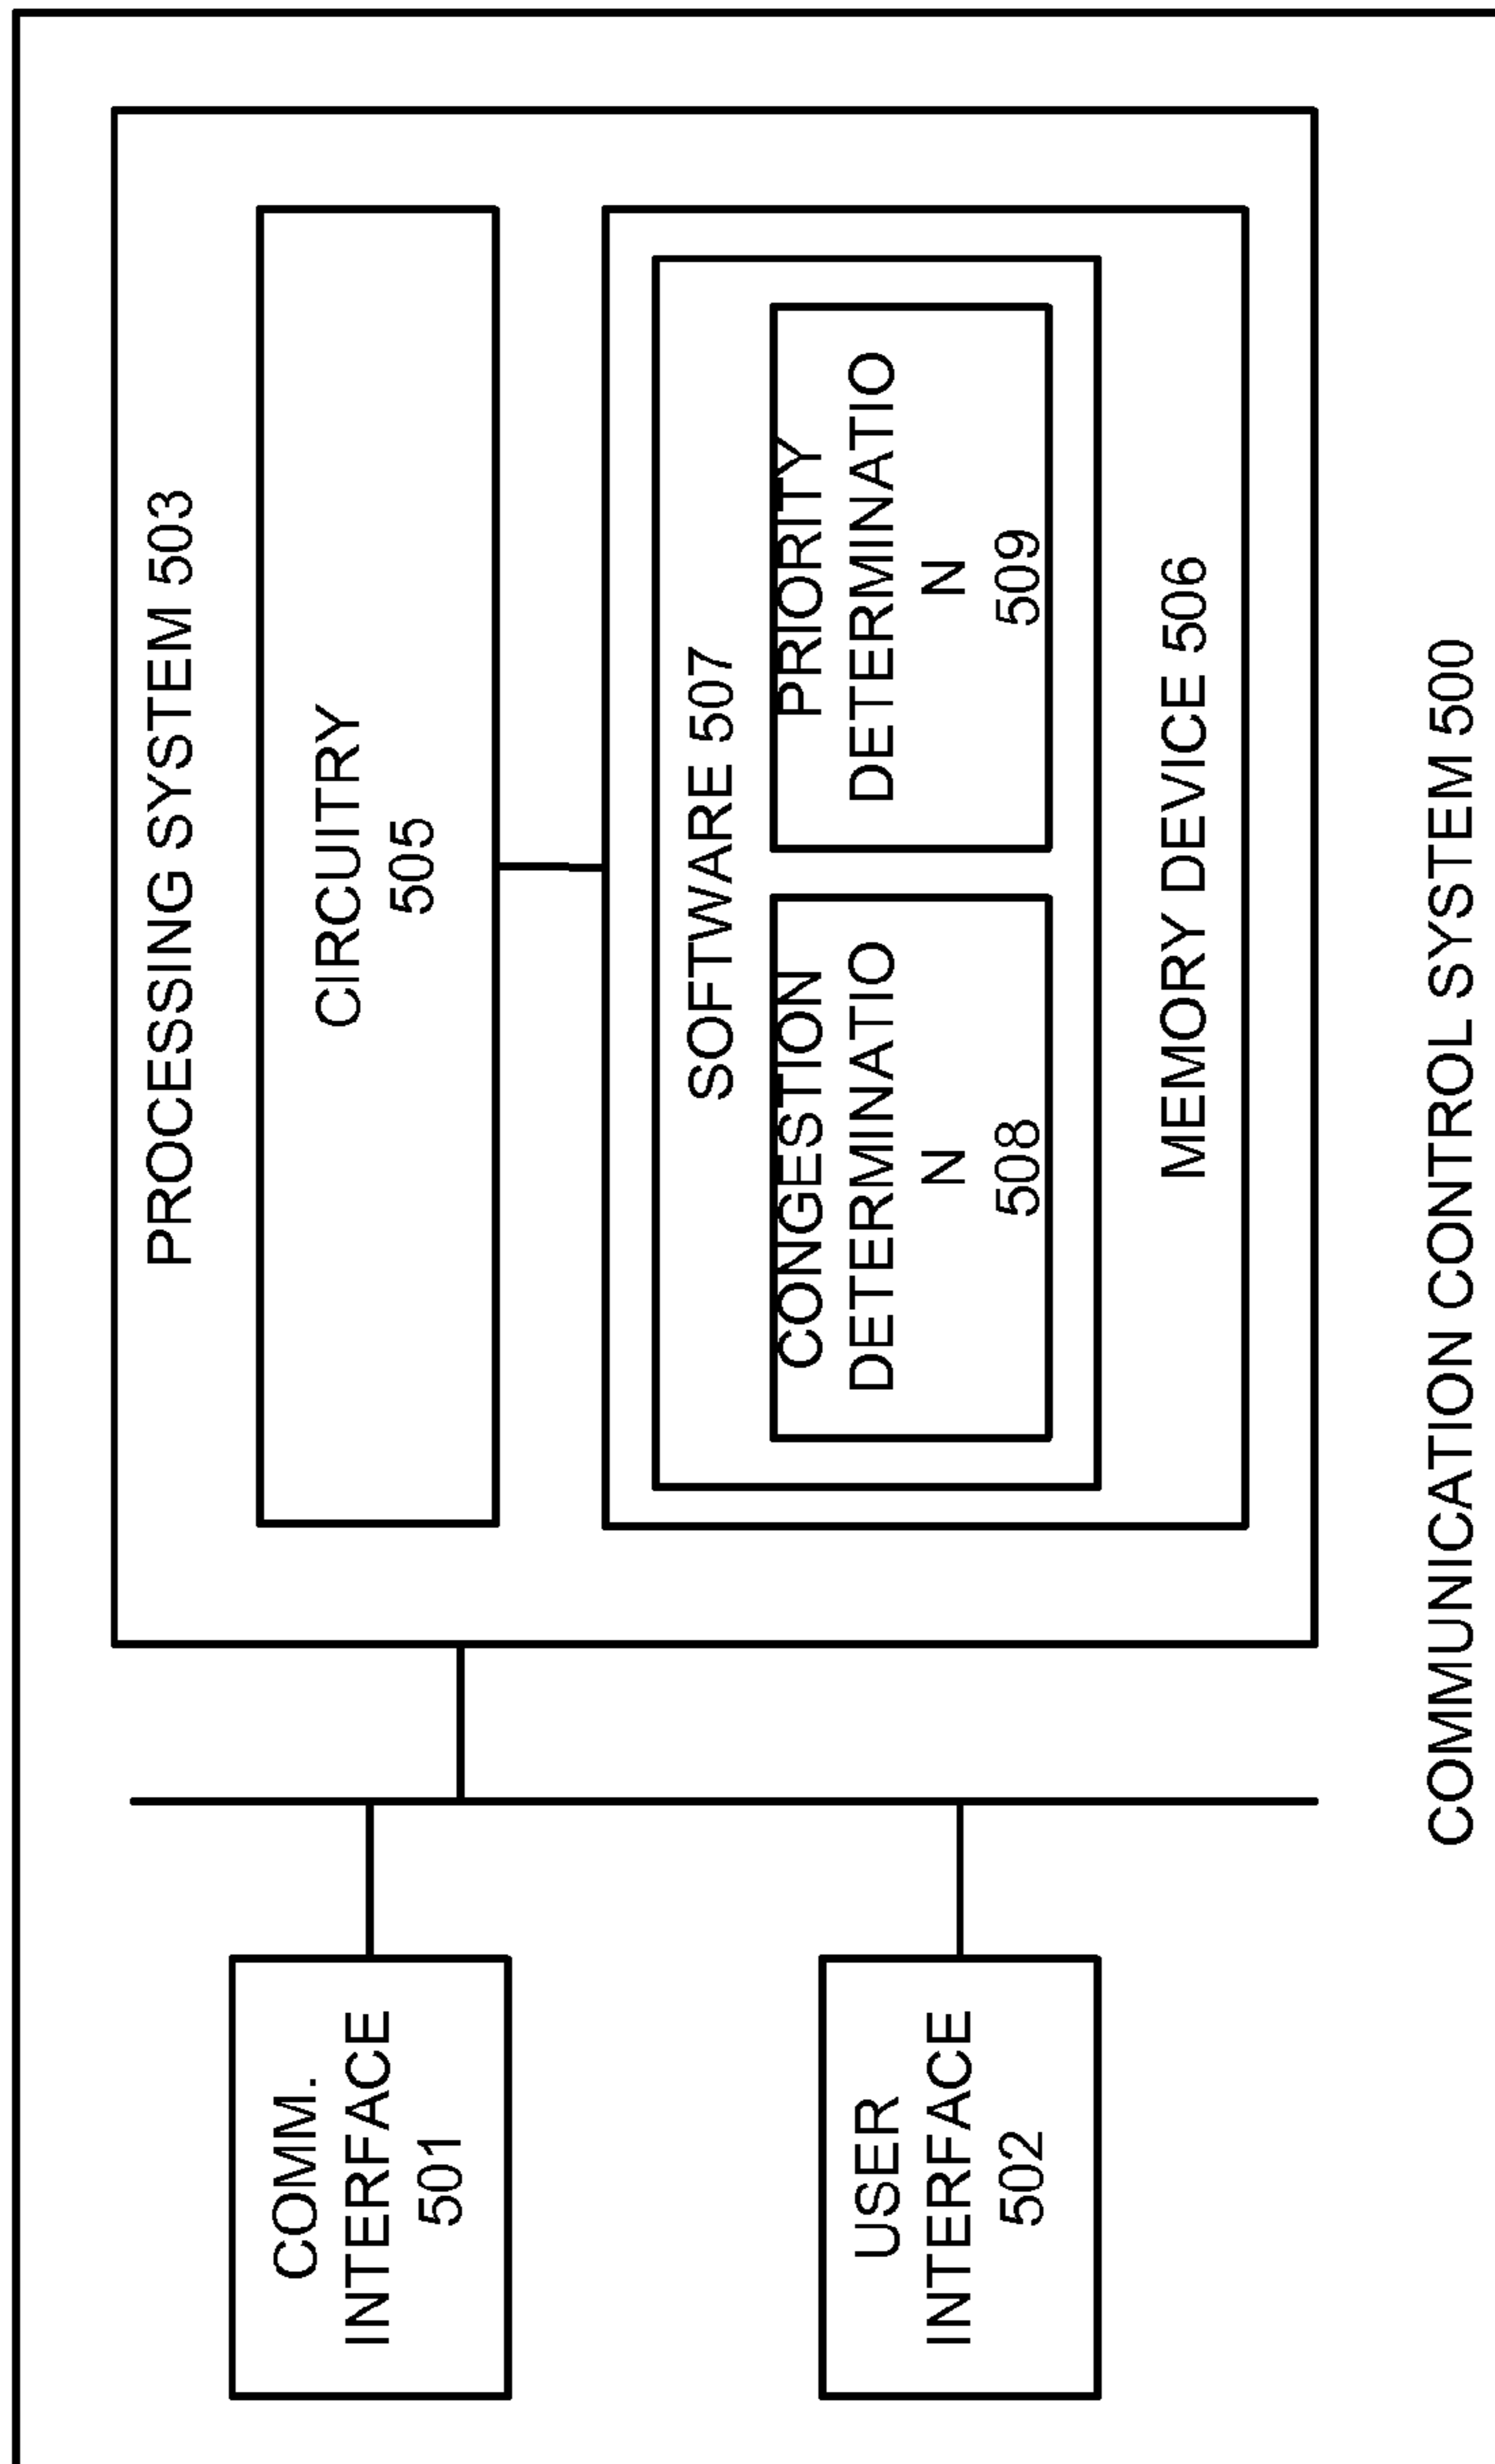 PROCESSING SYSTEM 503
CIRCUITRY
505
SOFTWARE 507
CONGESTION
DETERMINATIO
N
508
PRIORITY
DETERMINATIO
N
509
MEMORY DEVICE 506
COMM.
INTERFACE
501
USER
INTERFACE
502
COMMUNICATION CONTROL SYSTEM 500